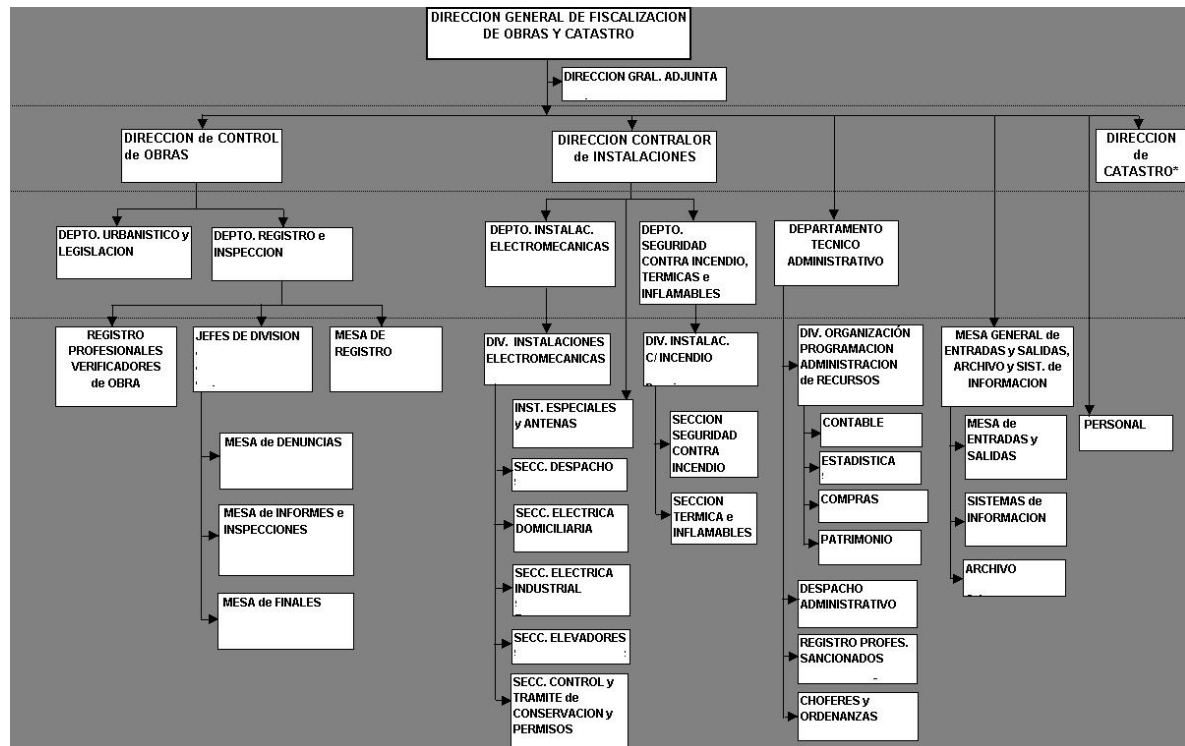 DIRECCION GENERAL DE FISCALIZACION
DE OBRAS Y CATASTRO
DIRECCION GRAL. ADJUNTA
DIRECCION de CONTROL
de OBRAS
DIRECCION CONTRALOR
de INSTALACIONES
DIRECCION
de
CATASTRO*
DEPTO. URBANISTICO y
LEGISLACION
DEPTO. REGISTRO e
INSPECCION
DEPTO. INSTALAC.
ELECTROMECANICAS
DEPTO.
SEGURIDAD
CONTRA INCENDIO,
TERMICAS e
INFLAMABLES
DEPARTAMENTO
TECNICO
ADMINISTRATIVO
REGISTRO
PROFESIONALES
VERIFICADORES
de OBRA
JEFES DE DIVISION
MESA DE
REGISTRO
DIV. INSTALACIONES
ELECTROMECANICAS
DIV. INSTALAC.
C/ INCENDIO
DIV. ORGANIZACIÓN
PROGRAMACION
ADMINISTRACION
de RECURSOS
MESA GENERAL de
ENTRADAS y SALIDAS,
ARCHIVO y SIST. de
INFORMACION
MESA de DENUNCIAS
MESA de INFORMES e
INSPECCIONES
MESA de FINALES
INST. ESPECIALES
y ANTENAS
SECC. DESPACHO
SECC. ELECTRICA
DOMICILIARIA
SECC. ELECTRICA
INDUSTRIAL
SECC. ELEVADORES
SECC. CONTROL y
TRAMITE de
CONSERVACION y
PERMISOS
SECCION
SEGURIDAD
CONTRA
INCENDIO
SECCION
TERMICA e
INFLAMABLES
CONTABLE
ESTADISTICA
COMPRAS
PATRIMONIO
DESPACHO
ADMINISTRATIVO
REGISTRO PROFES.
SANCIONADOS
CHOFERES y
ORDENANZAS
MESA de
ENTRADAS y
SALIDAS
SISTEMAS de
INFORMACION
ARCHIVO
PERSONAL